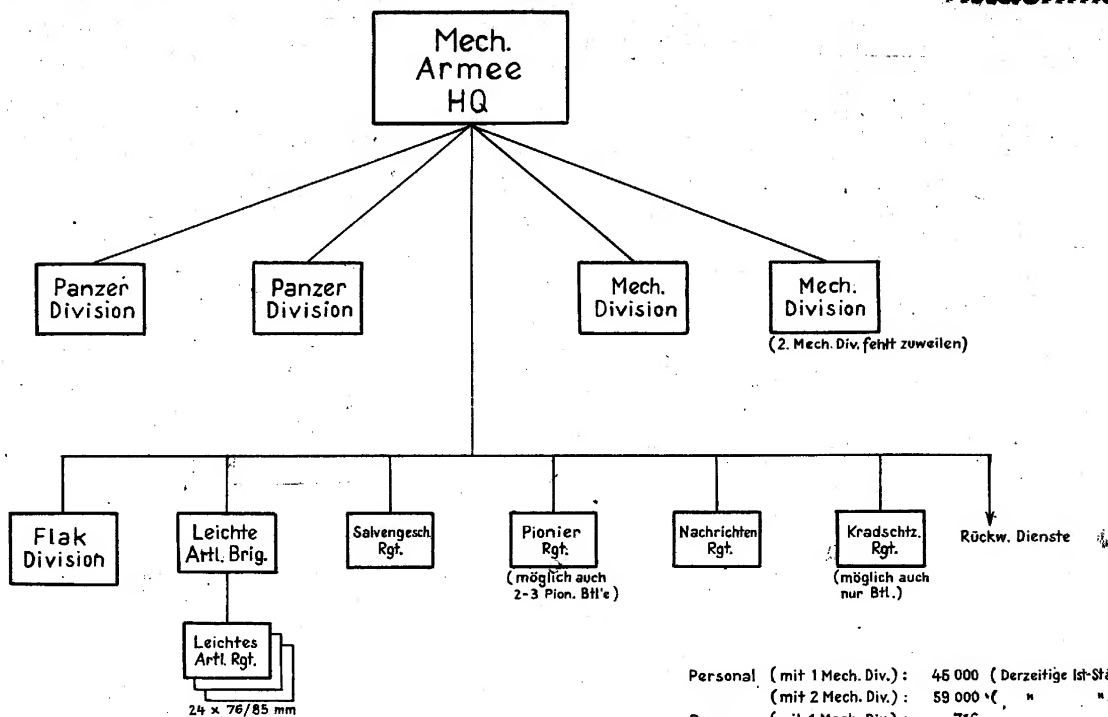 Mech.
Armee
HQ
Panzer
Division
Panzer
Division
Mech.
Division
Mech.
Division
(2. Mech. Div. fehlt zuweilen)
Flak
Division
Leichte
Artl. Brig.
Salvengesch.
Rgt.
Pionier
Rgt.
(möglich auch
2-3 Pion. Btl'e)
Nachrichten
Rgt.
Kradschtz.
Rgt.
(möglich auch
nur Btl.)
Rückw. Dienste
Leichtes
Artl. Rgt.
24 x 76/85 mm
Personal (mit 1 Mech. Div.): 46 000 (Derzeitige Ist-Stä
(mit 2 Mech. Div.): 59 000 ( " "